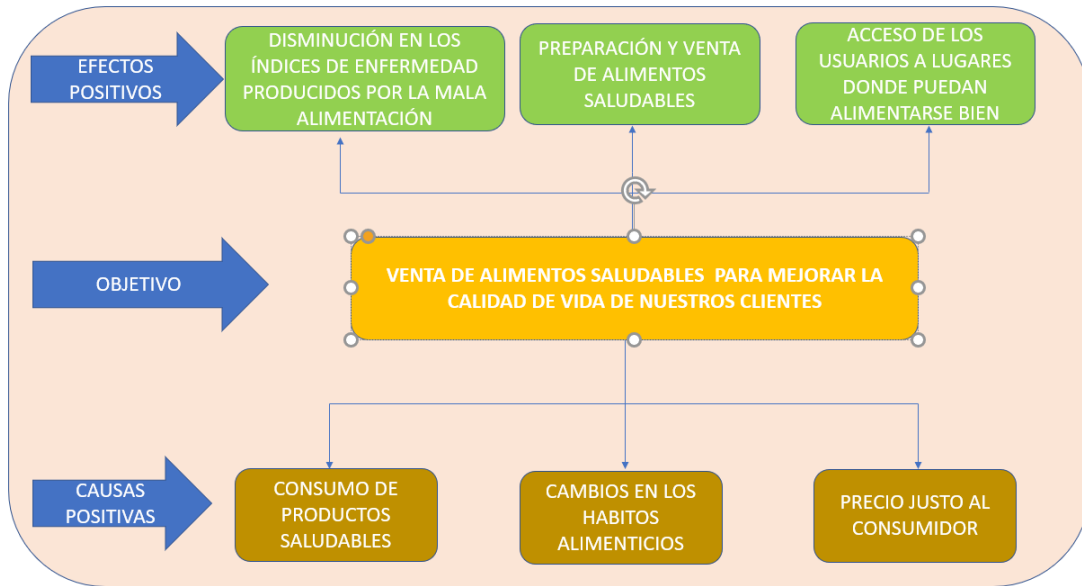 EFECTOS
POSITIVOS
DISMINUCIÓN EN LOS
ÍNDICES DE ENFERMEDAD
PRODUCIDOS POR LA MALA
ALIMENTACIÓN
PREPARACIÓN Y VENTA
DE ALIMENTOS
SALUDABLES
ACCESO DE LOS
USUARIOS A LUGARES
DONDE PUEDAN
ALIMENTARSE BIEN
OBJETIVO
VENTA DE ALIMENTOS SALUDABLES PARA MEJORAR LA
CALIDAD DE VIDA DE NUESTROS CLIENTES
CAUSAS
POSITIVAS
CONSUMO DE
PRODUCTOS
SALUDABLES
CAMBIOS EN LOS
HABITOS
ALIMENTICIOS
PRECIO JUSTO AL
CONSUMIDOR